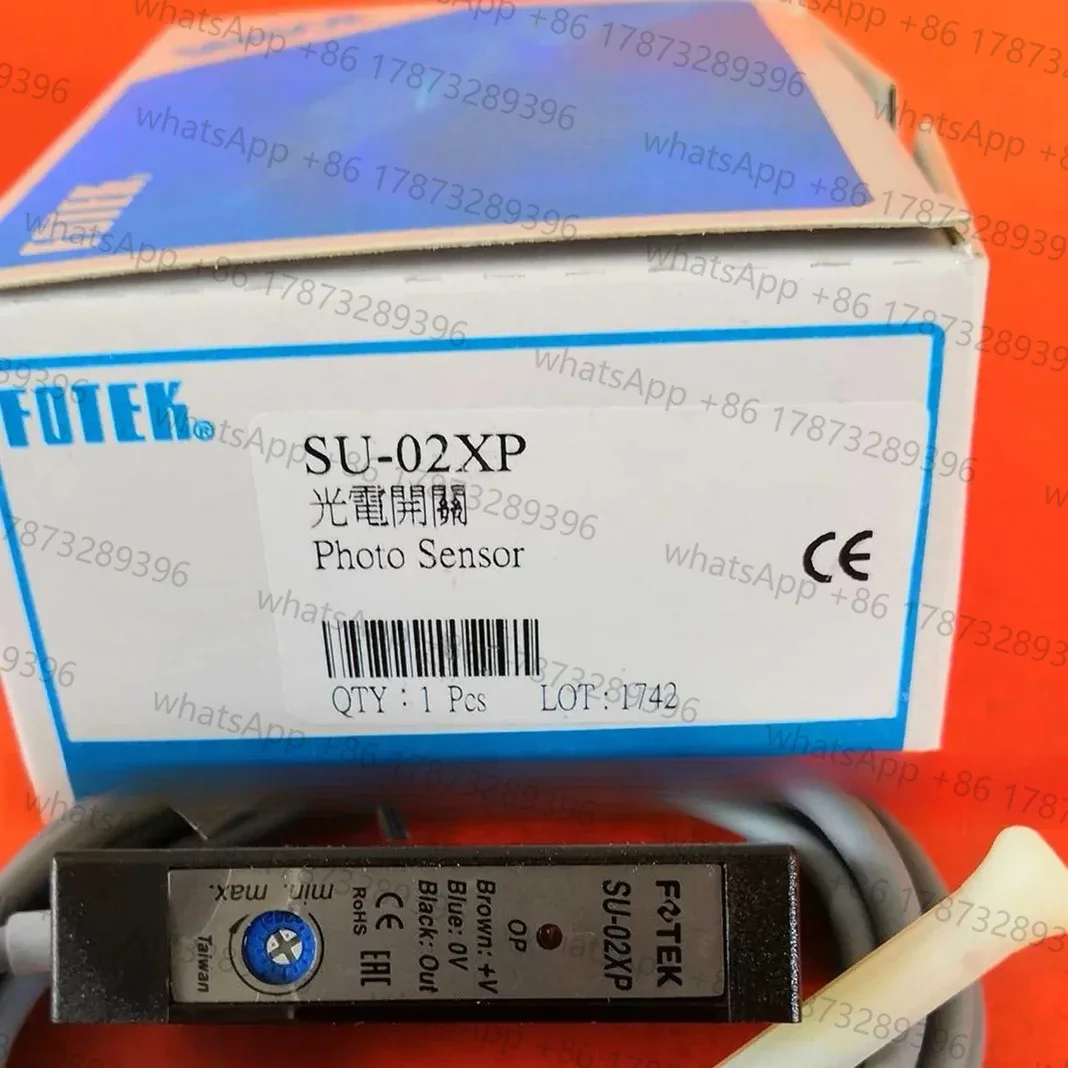 whatsApp +86 17873289396
FOTEK®
SU-02XP
光電開關
Photo Sensor
CE
QTY : 1 Pcs LOT : 1742
FOTEK
SU-02XP
OP
Brown: +V
Blue: 0V
Black: Out
CE EAC
RoHS
min. max.
Taiwan